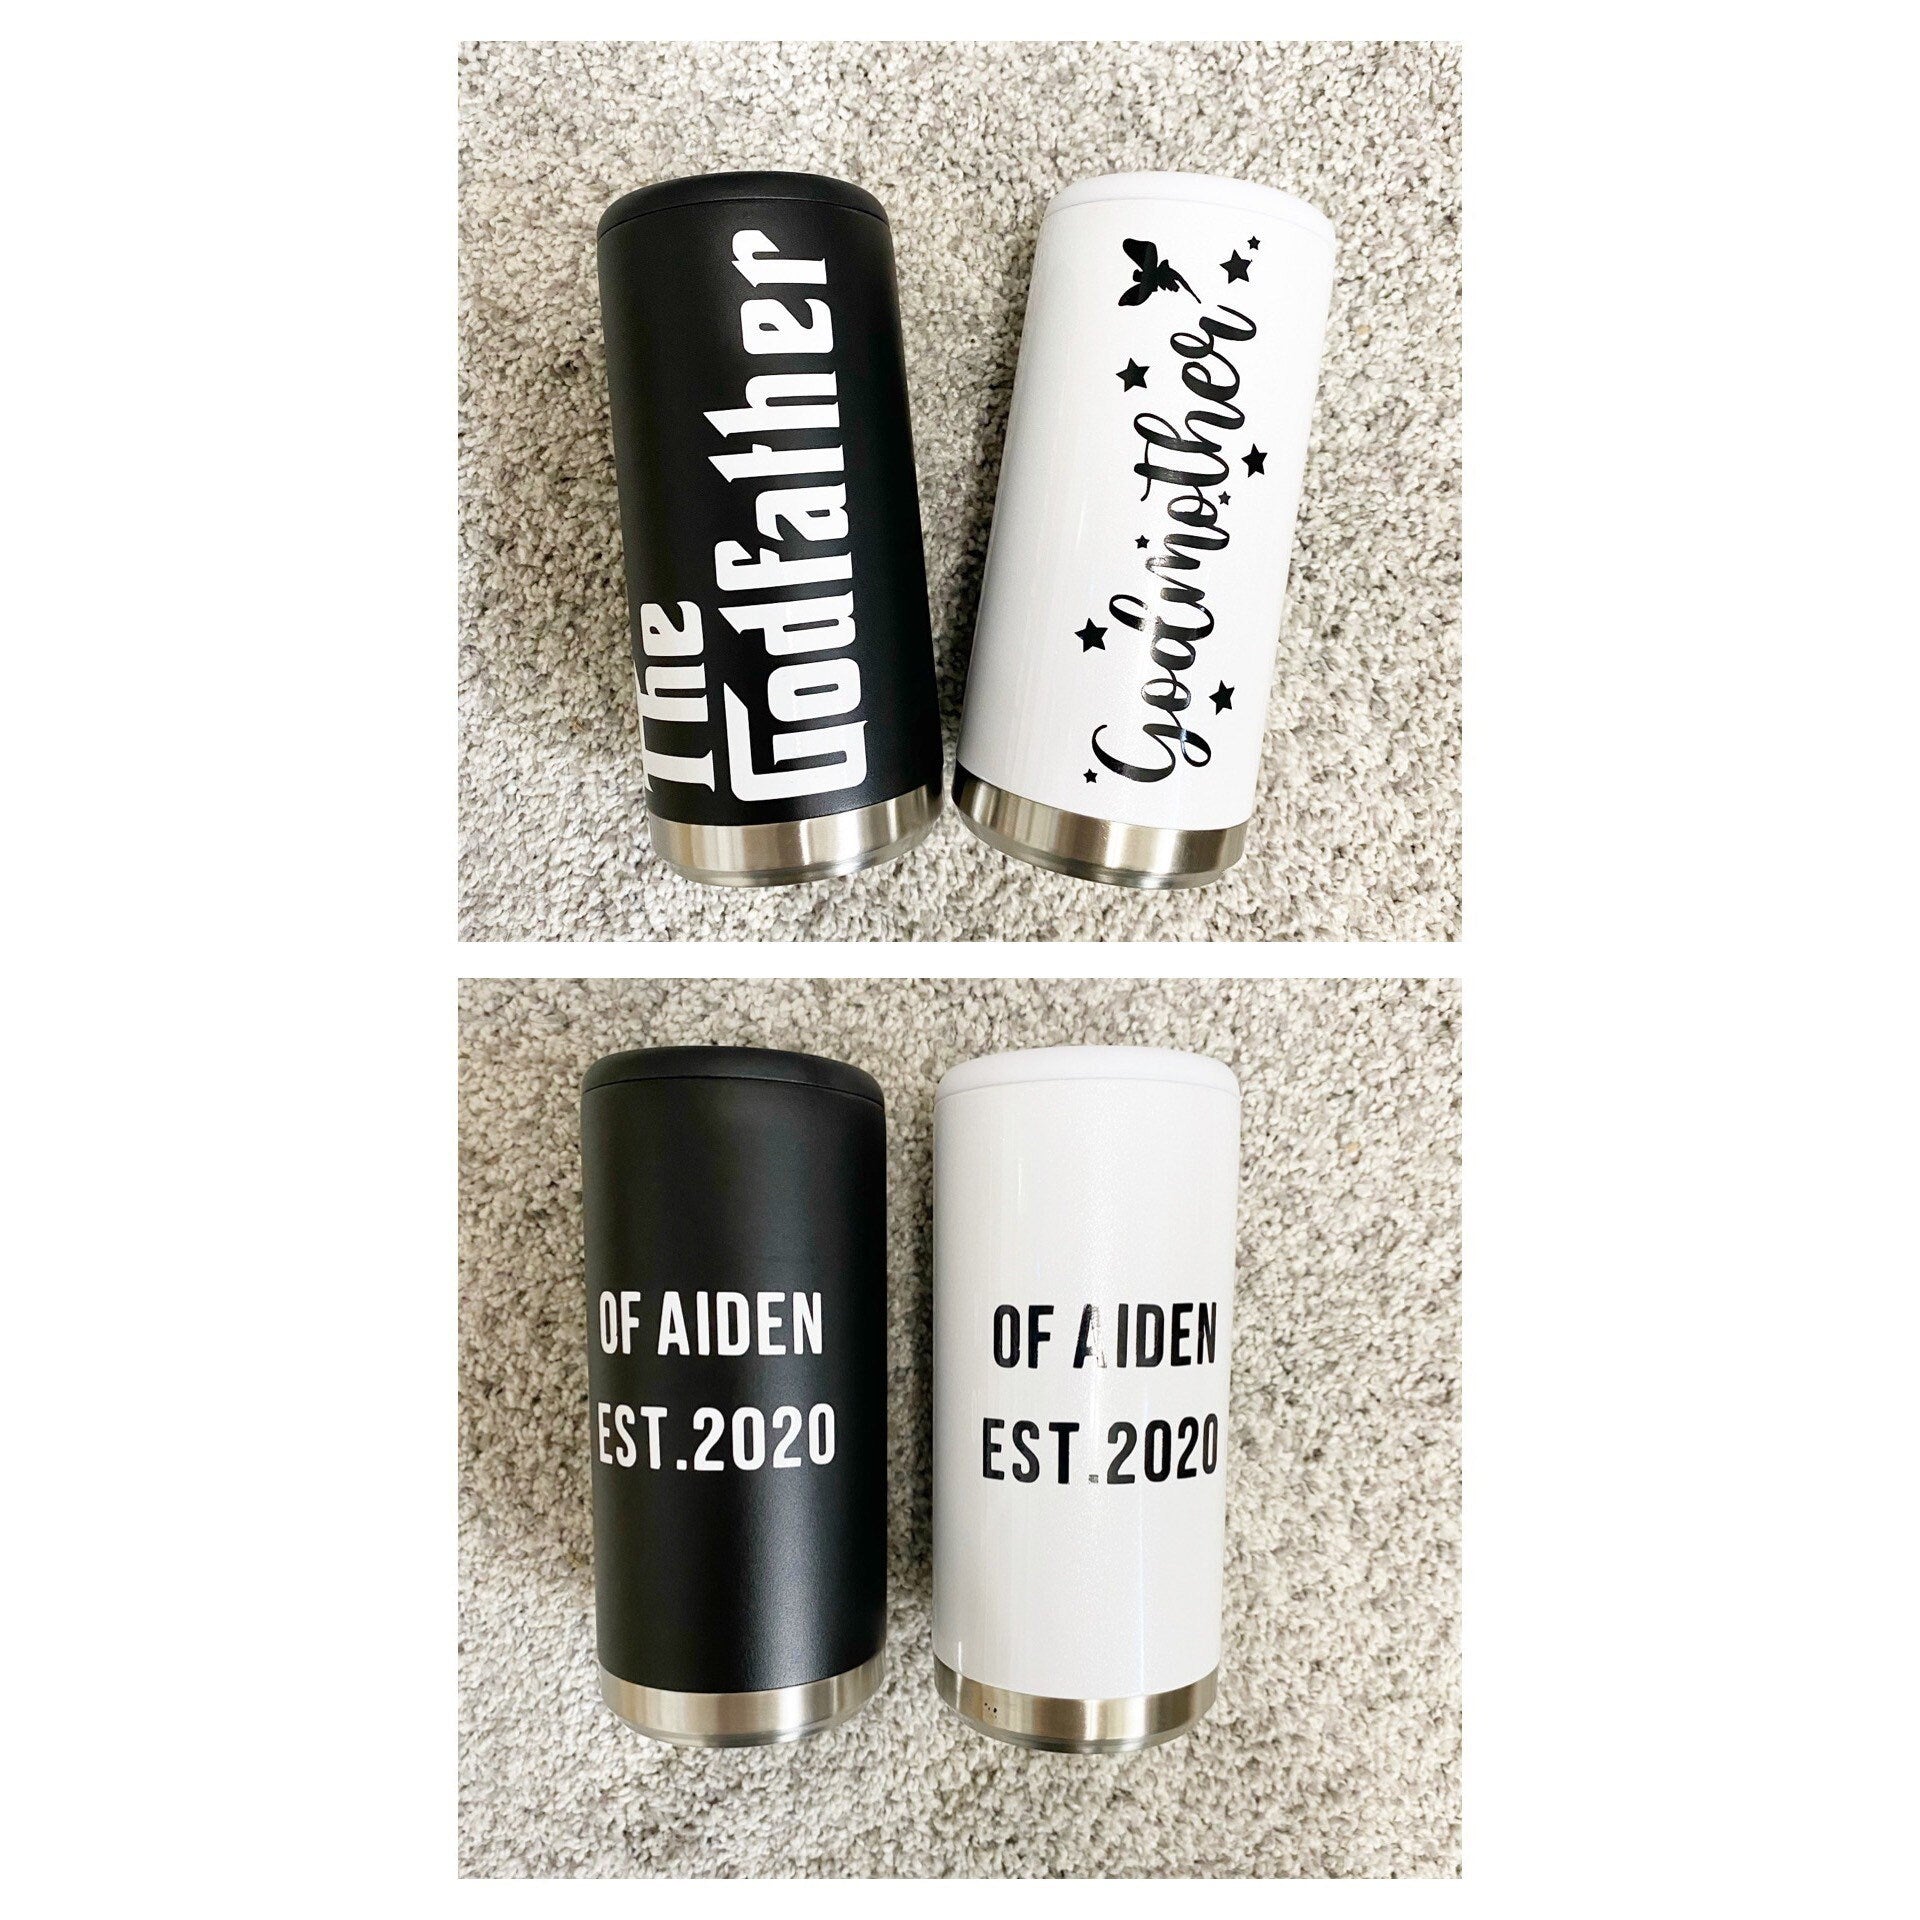 The
Godfather
Godmother
OF AIDEN
EST.2020
OF AIDEN
EST.2020